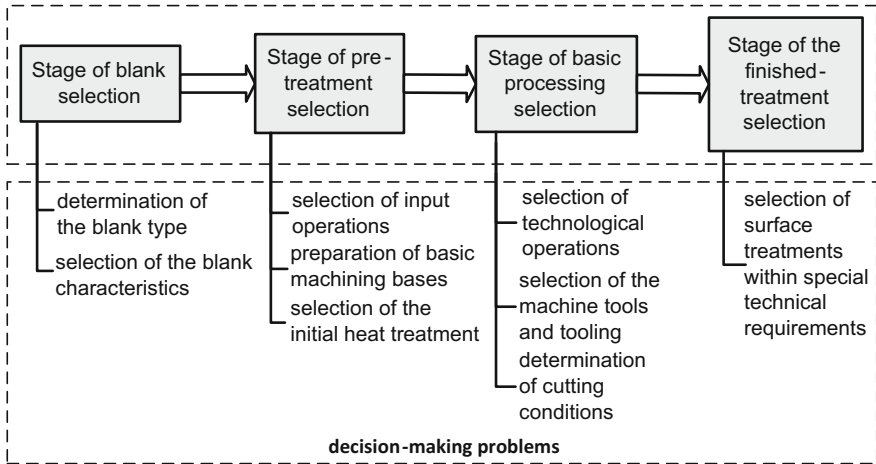 Stage of blank
selection
Stage of pre-
treatment
selection
Stage of basic
processing
selection
Stage of the
finished-
treatment
selection
determination of
the blank type
selection of the blank
characteristics
selection of input
operations
preparation of basic
machining bases
selection of the
initial heat treatment
selection of
technological
operations
selection of the
machine tools
and tooling
determination
of cutting
conditions
selection of
surface
treatments
within special
technical
requirements
decision-making problems